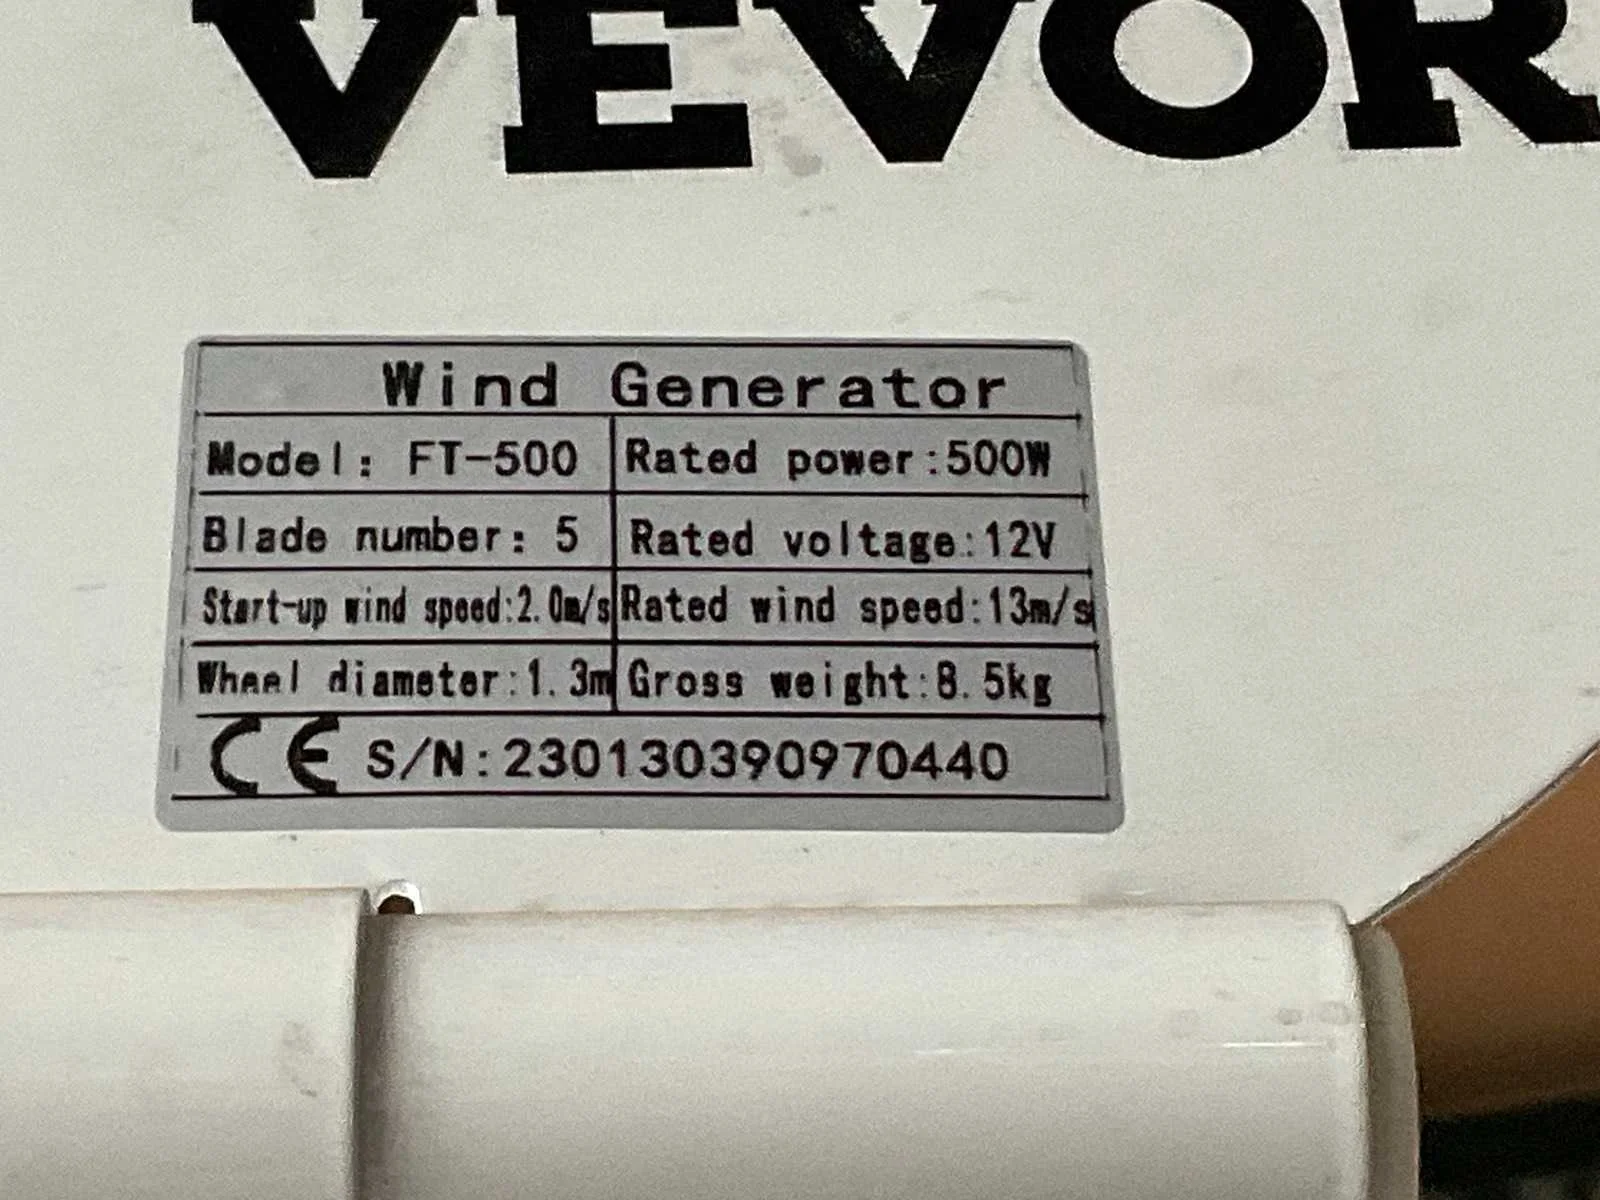 VEVOR
Wind Generator
Model: FT-500 Rated power:500W
Blade number: 5 Rated voltage:12V
Start-up wind speed:2.0m/s Rated wind speed:13m/s
Wheel diameter:1.3m Gross weight:8.5kg
CE S/N:230130390970440